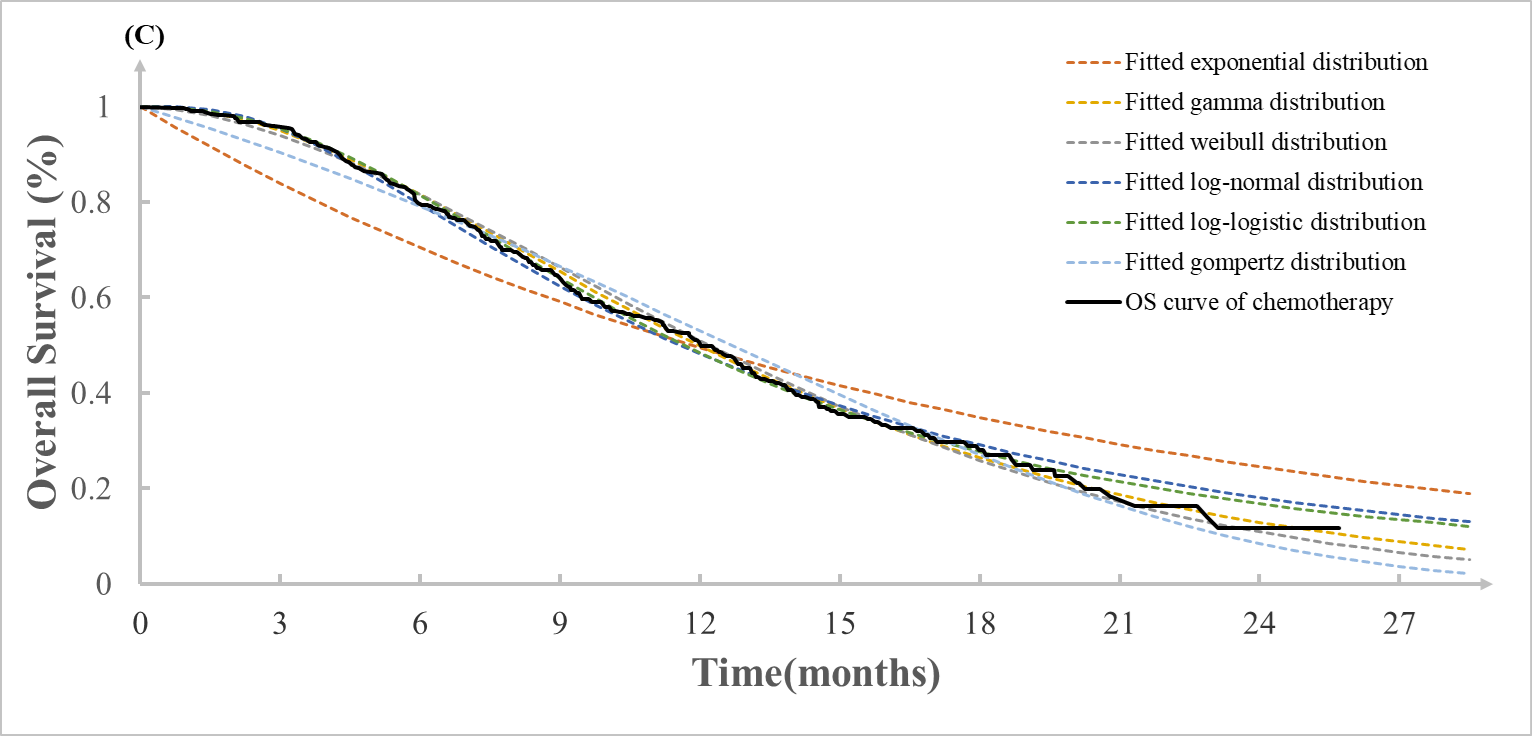 (C)
Fitted exponential distribution
Fitted gamma distribution
Fitted weibull distribution
Fitted log-normal distribution
Fitted log-logistic distribution
Fitted gompertz distribution
OS curve of chemotherapy
Overall Survival (%)
1
0.8
0.6
0.4
0.2
0
0 3 6 9 12 15 18 21 24 27
Time(months)